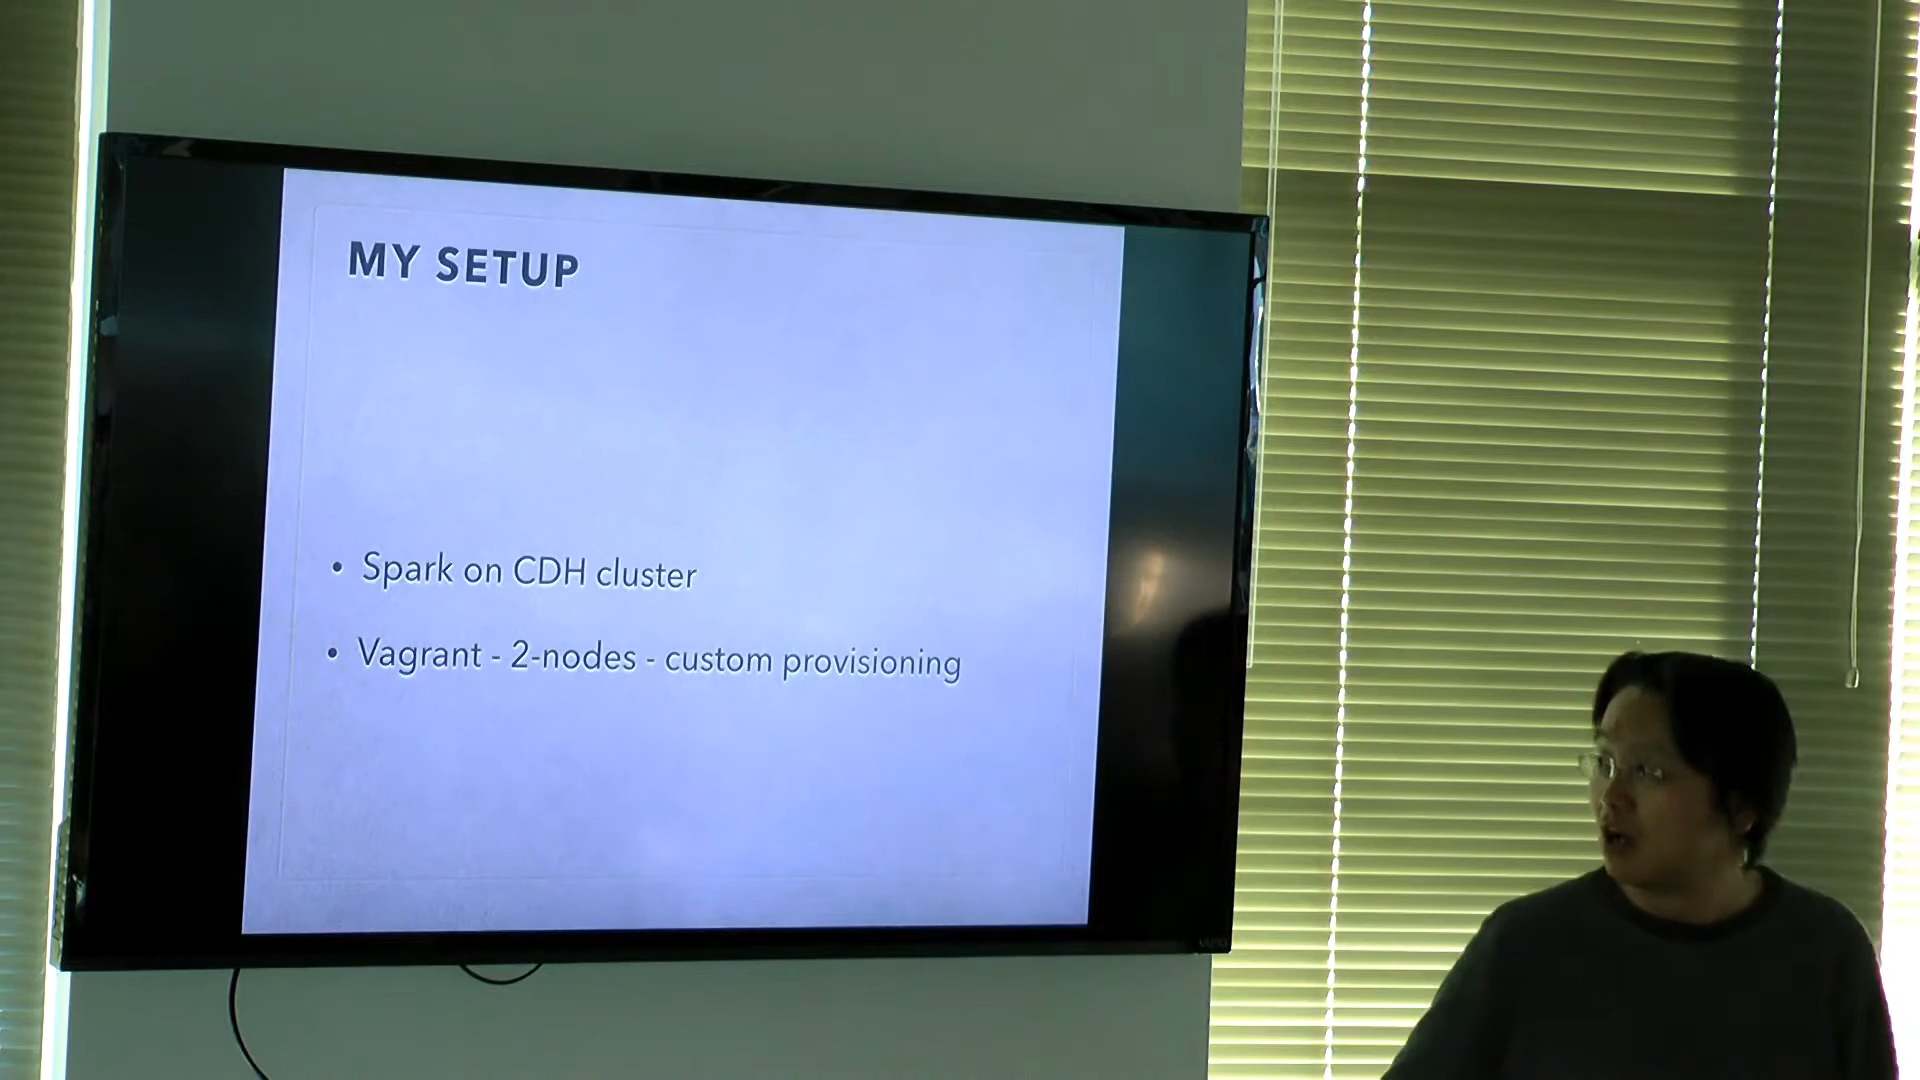 MY SETUP
• Spark on CDH cluster
• Vagrant - 2-nodes - custom provisioning